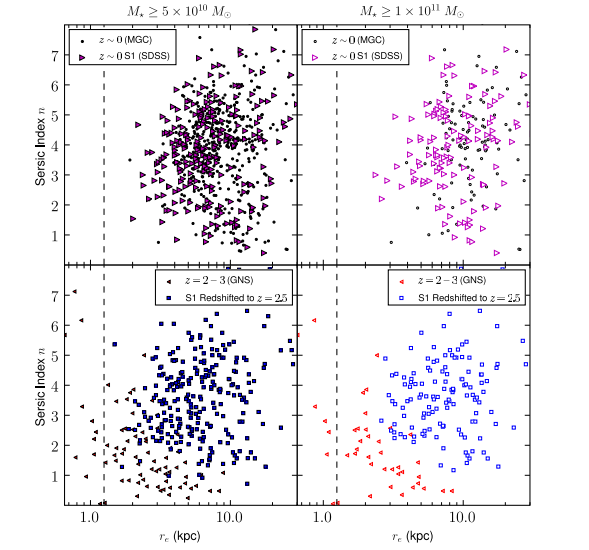 M⋆ ≥ 5 × 10¹⁰ M⊙
M⋆ ≥ 1 × 10¹¹ M⊙
z ∼ 0 (MGC)
z ∼ 0 S1 (SDSS)
z ∼ 0 (MGC)
z ∼ 0 S1 (SDSS)
7
6
5
4
3
2
1
Sersic Index n
z = 2 − 3 (GNS)
S1 Redshifted to z = 2.5
z = 2 − 3 (GNS)
S1 Redshifted to z = 2.5
7
6
5
4
3
2
1
Sersic Index n
1.0 10.0
1.0 10.0
rₑ (kpc)
rₑ (kpc)